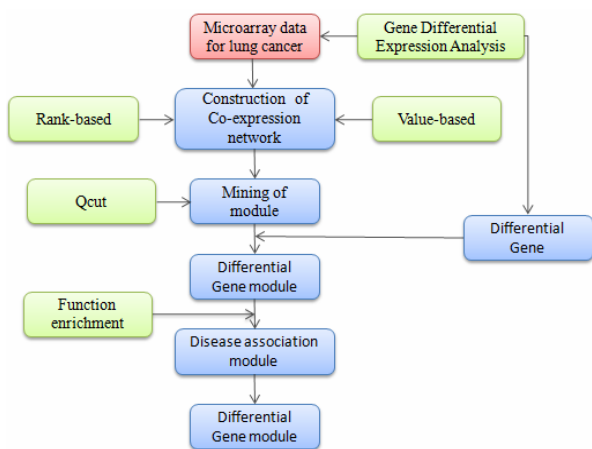 Microarray data
for lung cancer
Gene Differential
Expression Analysis
Rank-based
Construction of
Co-expression
network
Value-based
Qcut
Mining of
module
Differential
Gene
Differential
Gene module
Function
enrichment
Disease association
module
Differential
Gene module